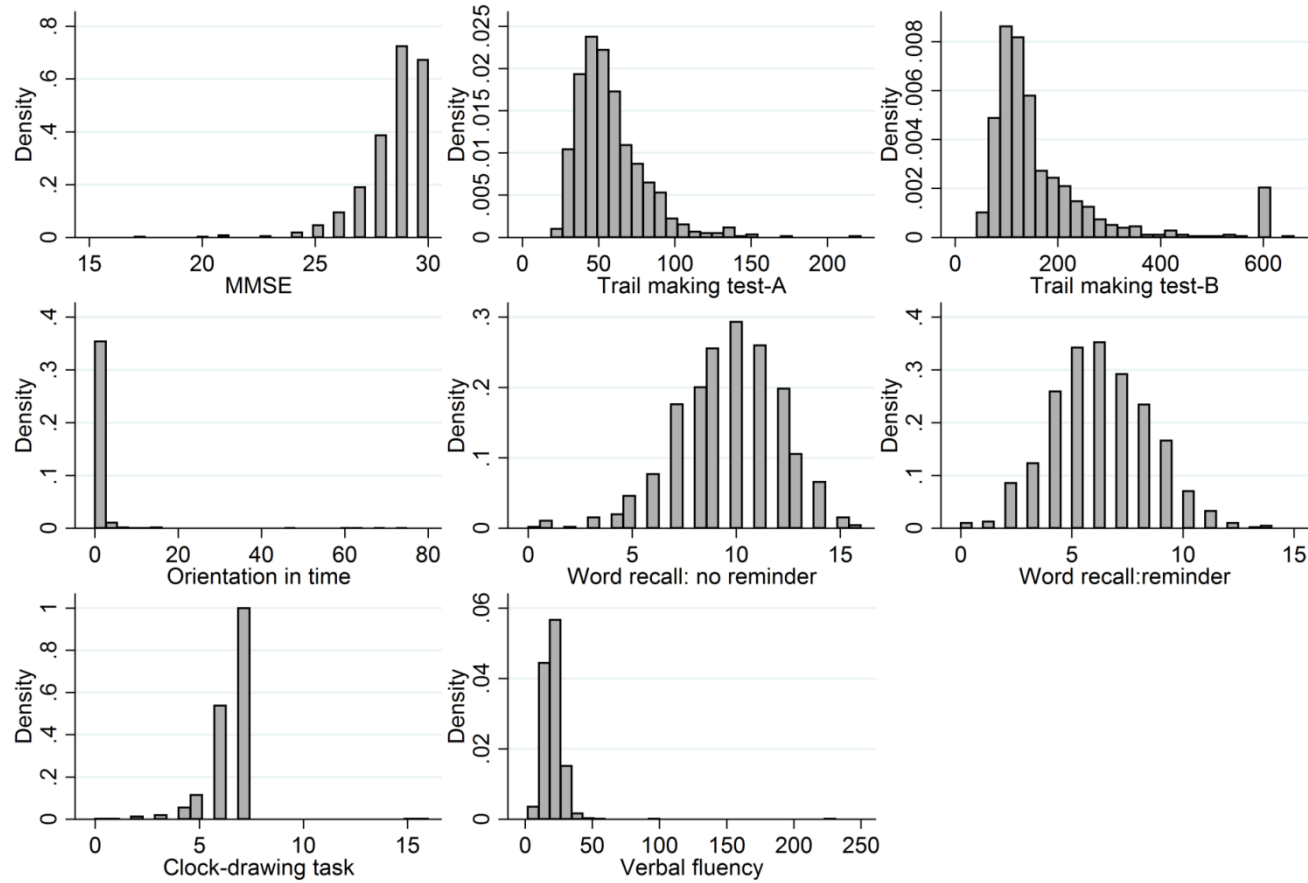 Density
0 .2 .4 .6 .8
15 20 25 30
MMSE
Density
0 .005 .01 .015 .02 .025
0 50 100 150 200
Trail making test-A
Density
0 .002 .004 .006 .008
0 200 400 600
Trail making test-B
Density
0 .1 .2 .3 .4
0 20 40 60 80
Orientation in time
Density
0 .1 .2 .3
0 5 10 15
Word recall: no reminder
Density
0 .1 .2 .3 .4
0 5 10 15
Word recall:reminder
Density
0 .2 .4 .6 .8 1
0 5 10 15
Clock-drawing task
Density
0 .02 .04 .06
0 50 100 150 200 250
Verbal fluency